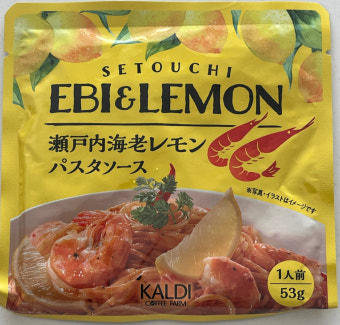 SETOUCHI
EBI&LEMON
瀬戸内海老レモン
パスタソース
※写真・イラストはイメージです
KALDI
COFFEE FARM
1人前
53g